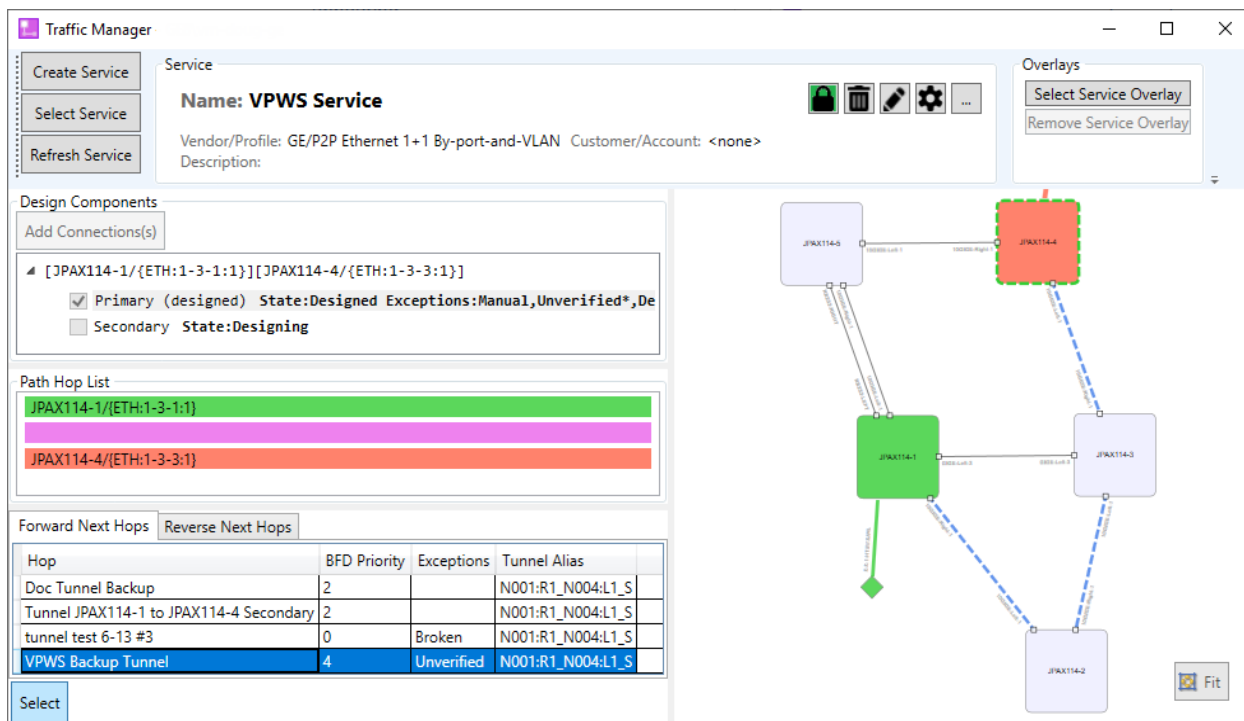 Traffic Manager
Create Service
Select Service
Refresh Service
Service
Name: VPWS Service
...
Vendor/Profile: GE/P2P Ethernet 1+1 By-port-and-VLAN Customer/Account: <none>
Description:
Overlays
Select Service Overlay
Remove Service Overlay
Design Components
Add Connections(s)
[JPAX114-1/{ETH:1-3-1:1}][JPAX114-4/{ETH:1-3-3:1}]
Primary (designed) State:Designed Exceptions:Manual,Unverified*,De
Secondary State:Designing
Path Hop List
JPAX114-1/{ETH:1-3-1:1}
JPAX114-4/{ETH:1-3-3:1}
Forward Next Hops Reverse Next Hops
Hop BFD Priority Exceptions Tunnel Alias
Doc Tunnel Backup 2 N001:R1_N004:L1_S
Tunnel JPAX114-1 to JPAX114-4 Secondary 2 N001:R1_N004:L1_S
tunnel test 6-13 #3 0 Broken N001:R1_N004:L1_S
VPWS Backup Tunnel 4 Unverified N001:R1_N004:L1_S
Select
JPAX114-5
JPAX114-4
JPAX114-1
JPAX114-3
JPAX114-2
Fit